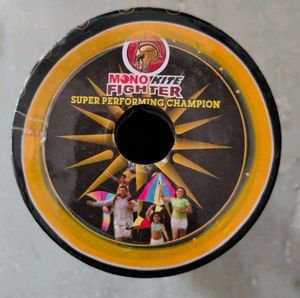 MONO KITE
FIGHTER
SUPER PERFORMING CHAMPION